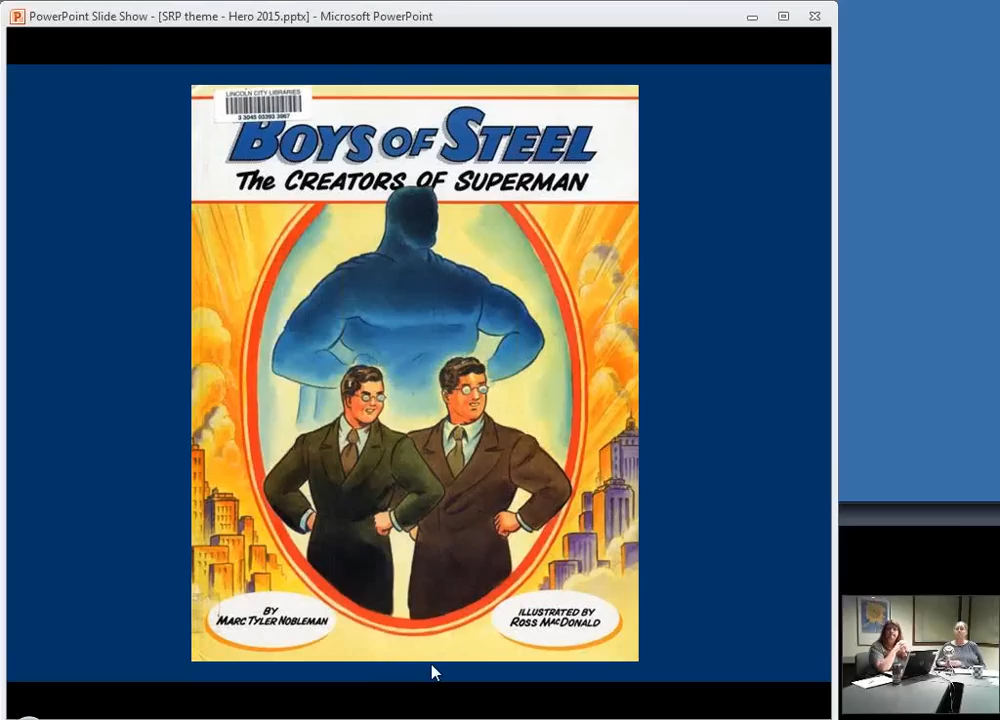 PowerPoint Slide Show - [SRP theme - Hero 2015.pptx] - Microsoft PowerPoint
LINCOLN CITY LIBRARIES
3 3045 03393 3967
BOYS OF STEEL
The CREATORS OF SUPERMAN
BY
MARC TYLER NOBLEMAN
ILLUSTRATED BY
ROSS MACDONALD